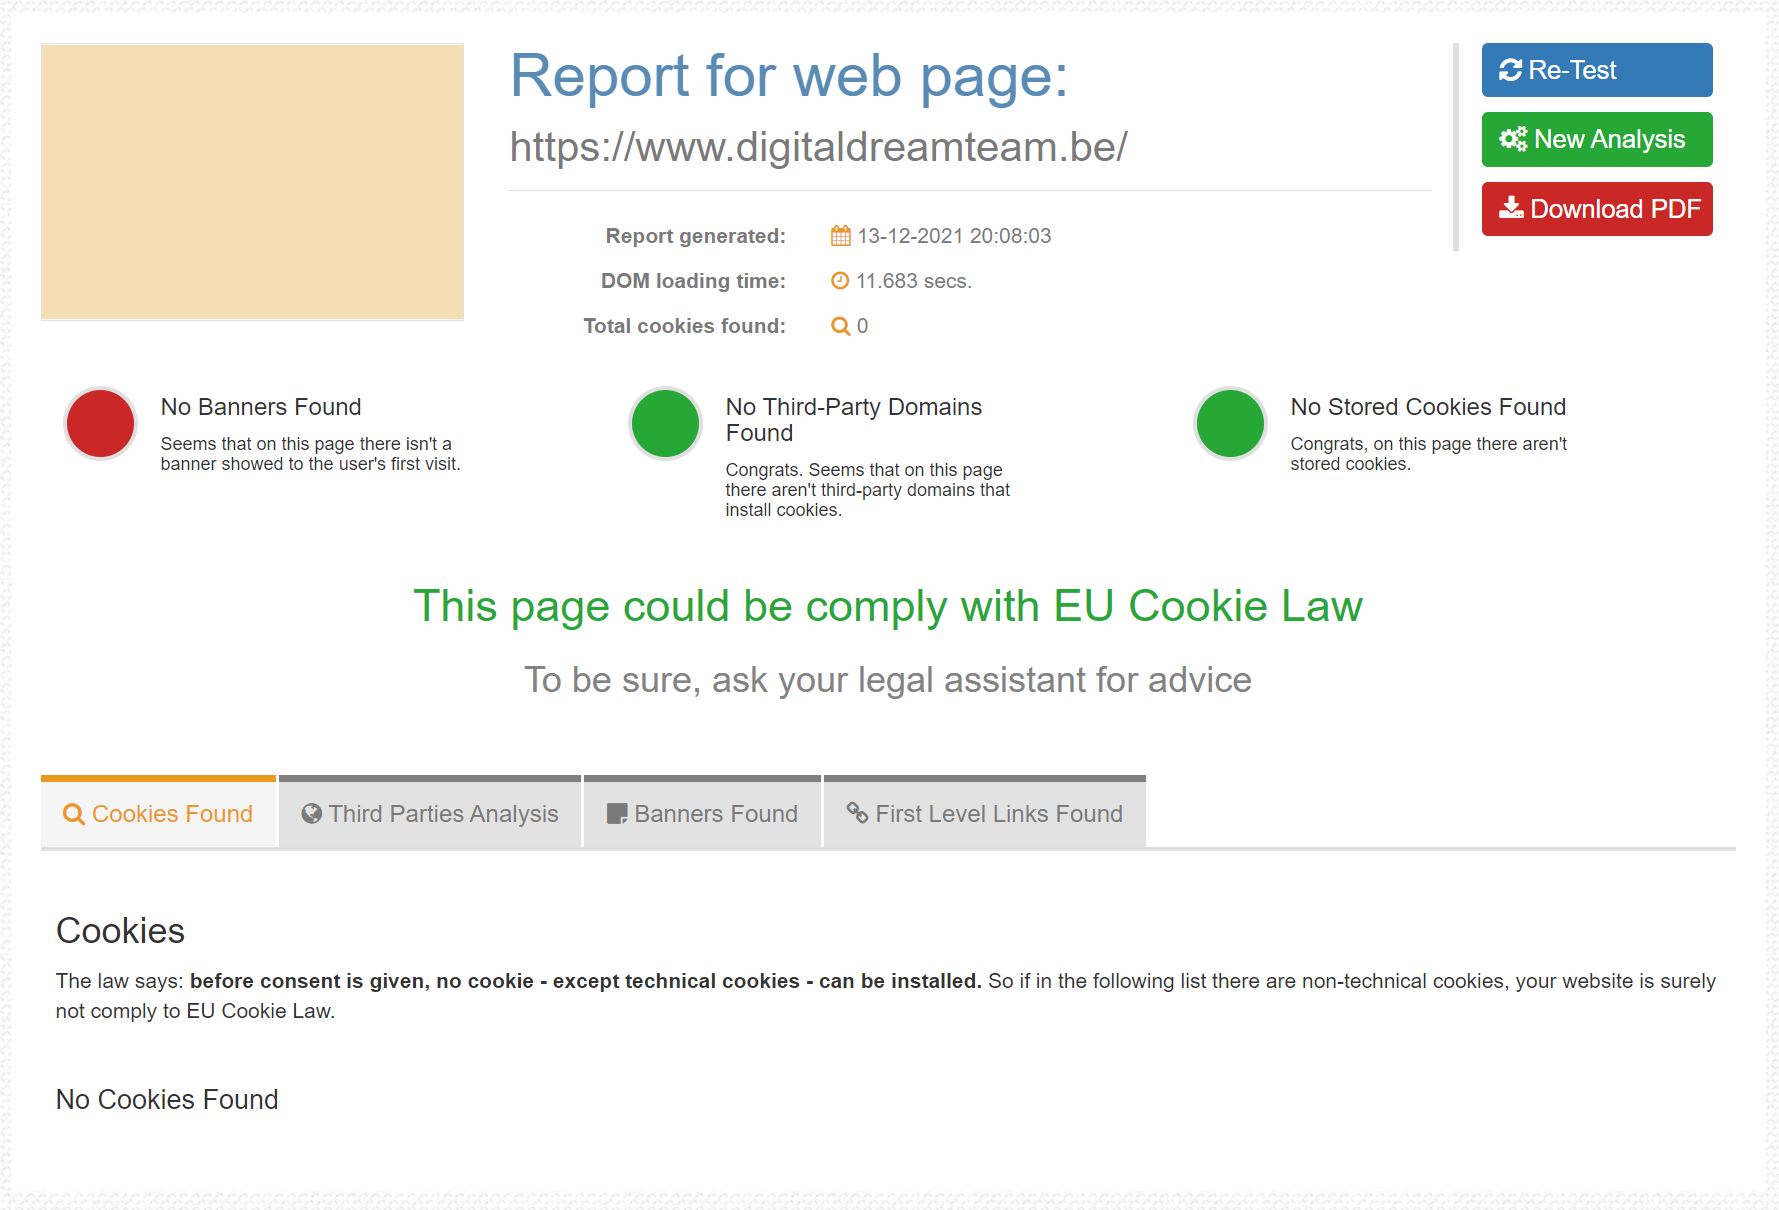 Report for web page:
https://www.digitaldreamteam.be/
Re-Test
New Analysis
Download PDF
Report generated: 13-12-2021 20:08:03
DOM loading time: 11.683 secs.
Total cookies found: 0
No Banners Found
Seems that on this page there isn't a
banner showed to the user's first visit.
No Third-Party Domains
Found
Congrats. Seems that on this page
there aren't third-party domains that
install cookies.
No Stored Cookies Found
Congrats, on this page there aren't
stored cookies.
This page could be comply with EU Cookie Law
To be sure, ask your legal assistant for advice
Cookies Found
Third Parties Analysis
Banners Found
First Level Links Found
Cookies
The law says: before consent is given, no cookie - except technical cookies - can be installed. So if in the following list there are non-technical cookies, your website is surely
not comply to EU Cookie Law.
No Cookies Found